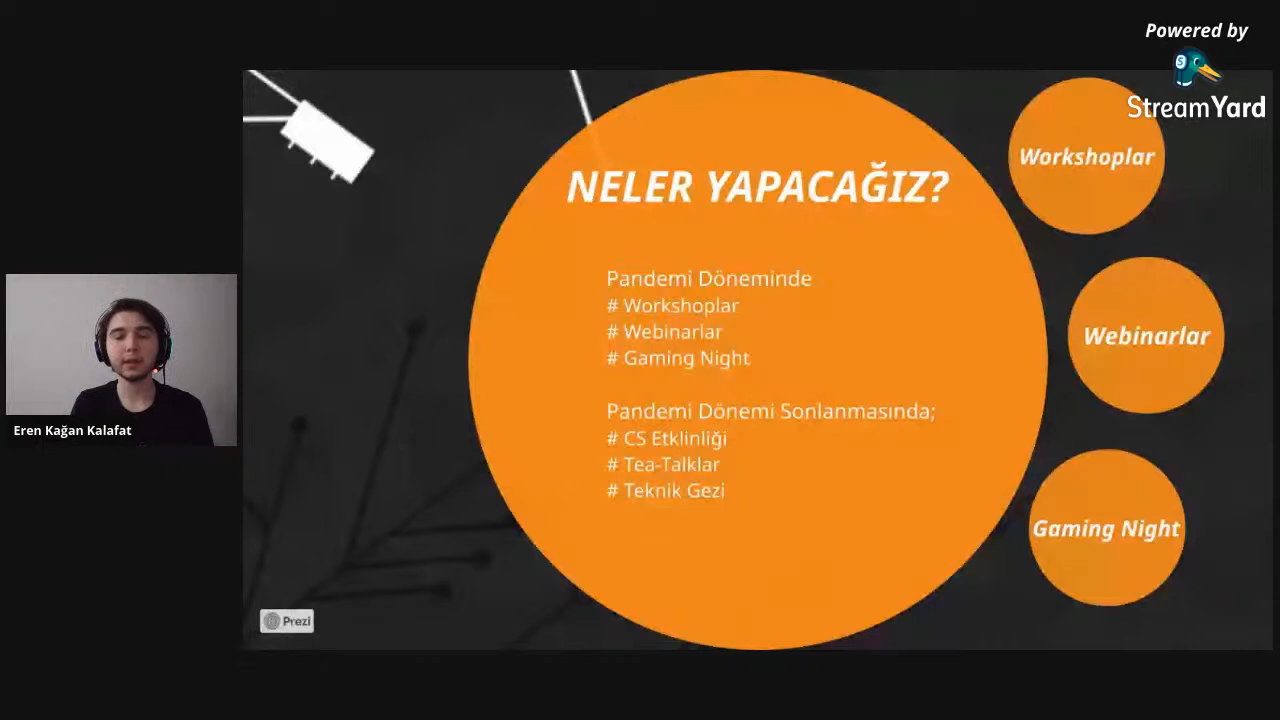 Powered by
StreamYard
NELER YAPACAĞIZ?
Pandemi Döneminde
# Workshoplar
# Webinarlar
# Gaming Night
Pandemi Dönemi Sonlanmasında;
# CS Etklinliği
# Tea-Talklar
# Teknik Gezi
Workshoplar
Webinarlar
Gaming Night
Eren Kağan Kalafat
Prezi